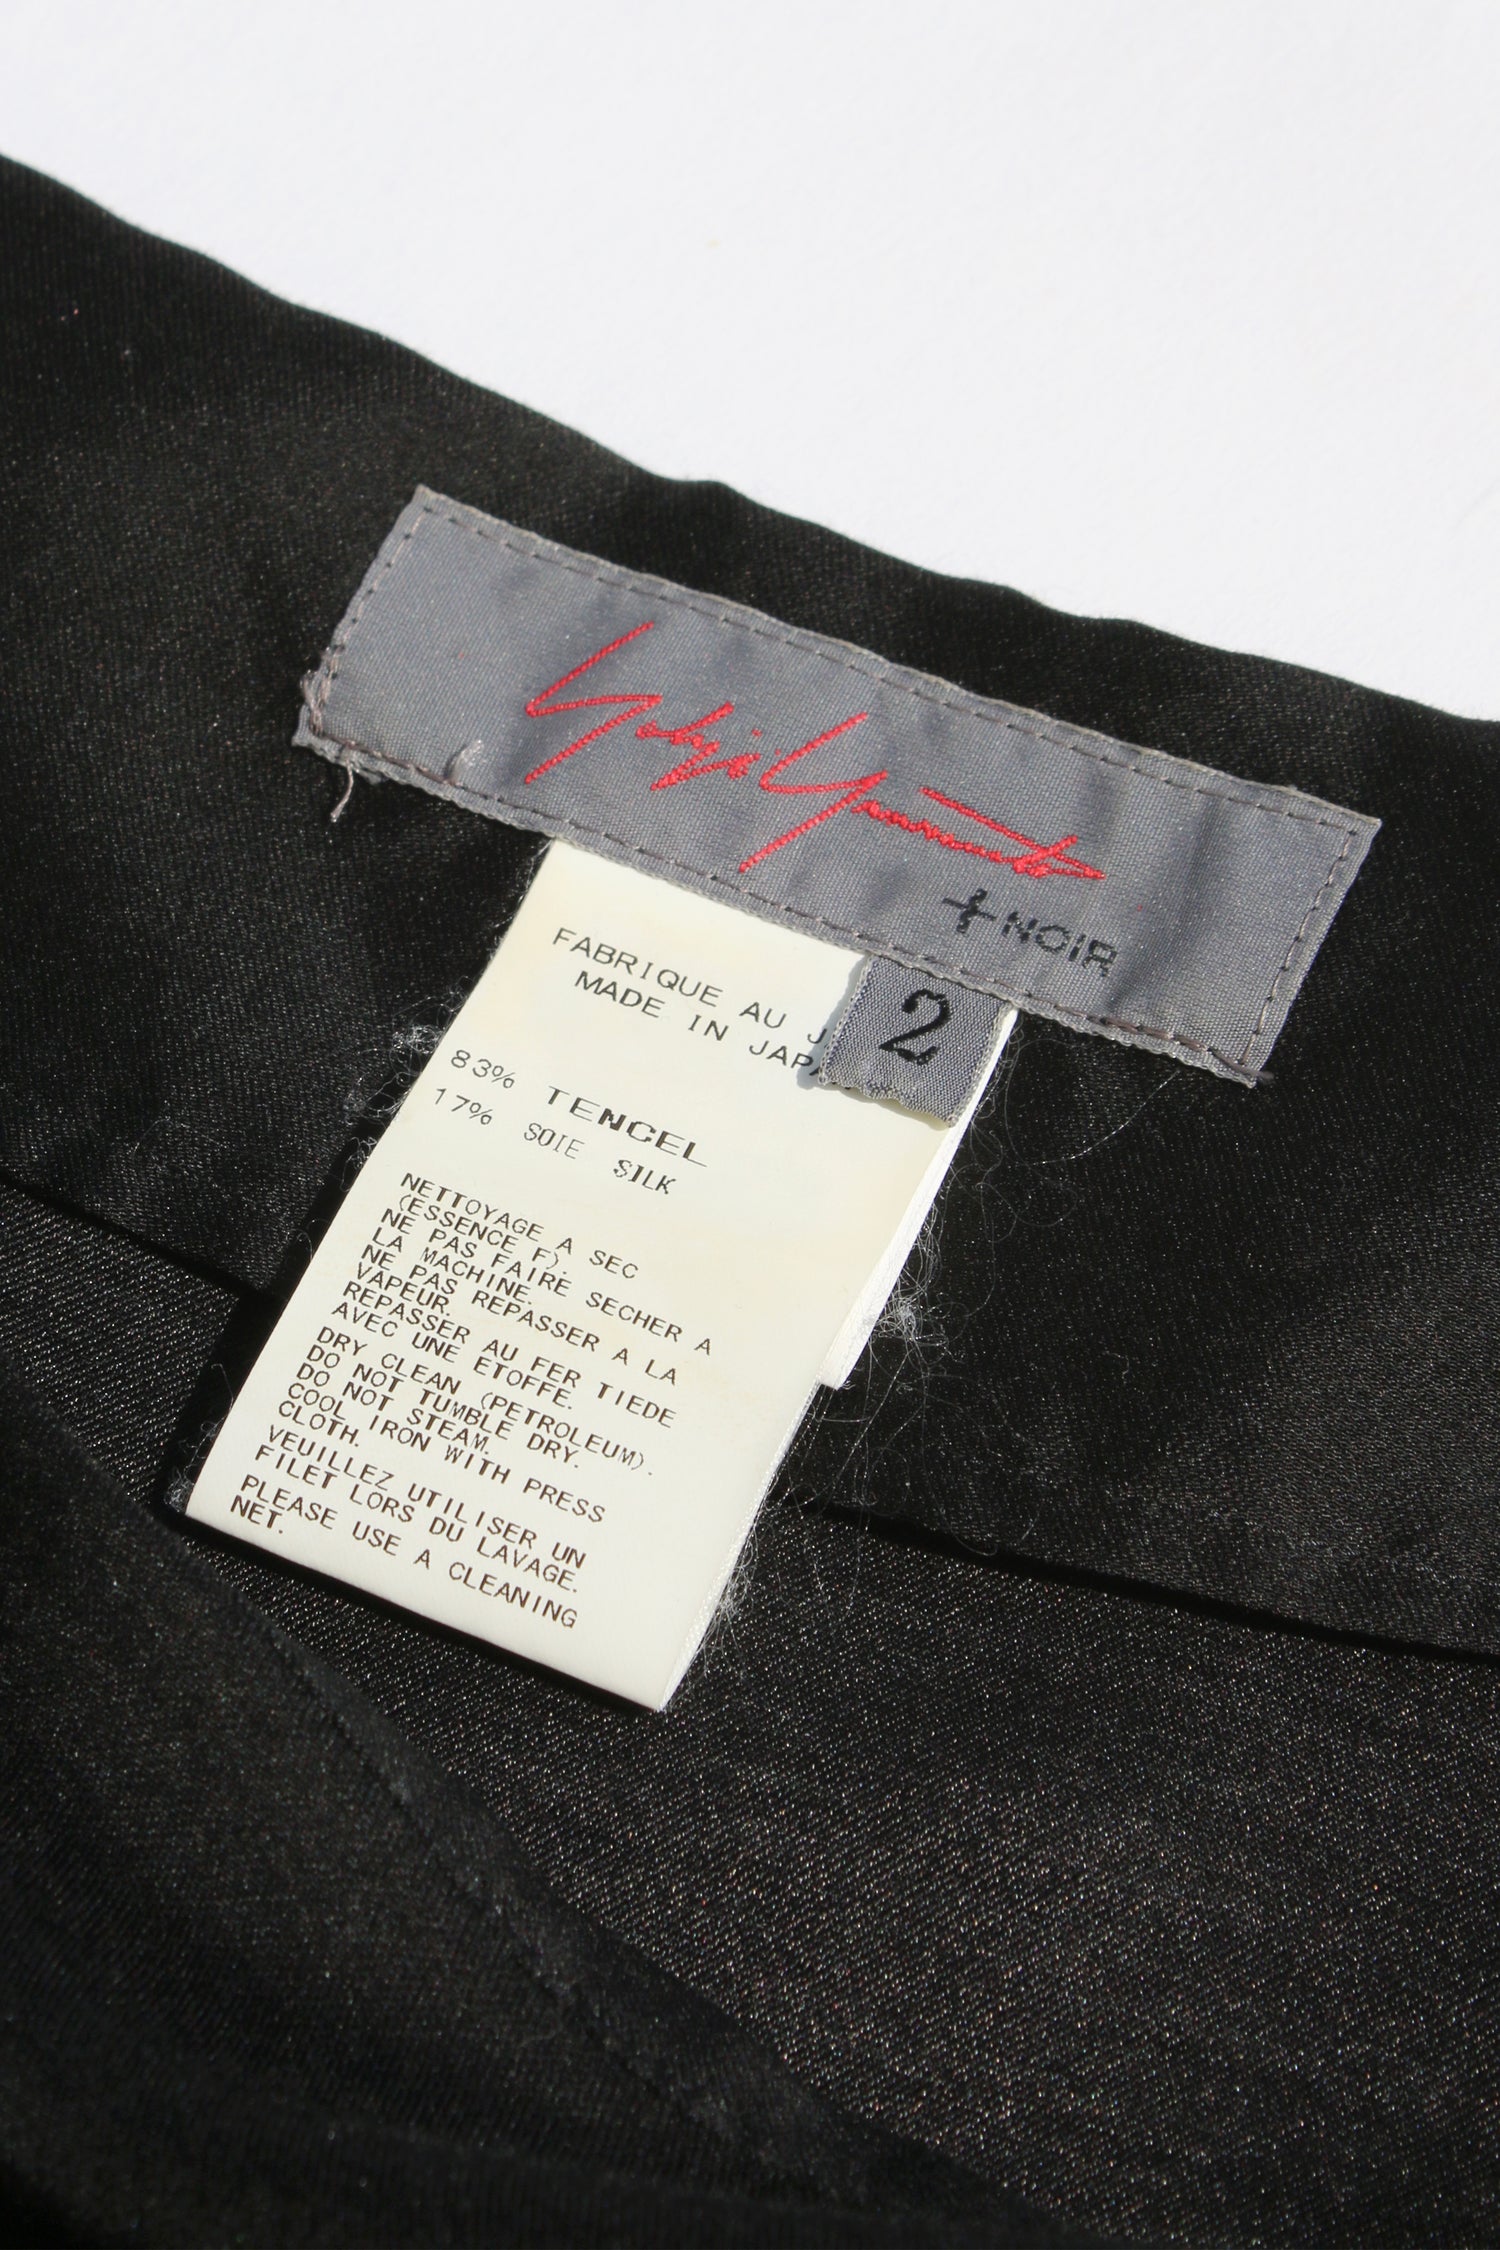 Yohji Yamamoto
+NOIR
2
FABRIQUE AU
MADE IN
83% TENCEL
17% SOIE SILK
NETTOYAGE A SEC
(ESSENCE F).
NE PAS FAIRE SECHER A
LA MACHINE.
NE PAS REPASSER A LA
VAPEUR.
REPASSER AU FER TIEDE
AVEC UNE ETOFFE.
DRY CLEAN (PETROLEUM).
DO NOT TUMBLE DRY.
DO NOT STEAM.
COOL IRON WITH PRESS
CLOTH.
VEUILLEZ UTILISER UN
FILET LORS DU LAVAGE.
PLEASE USE A CLEANING
NET.